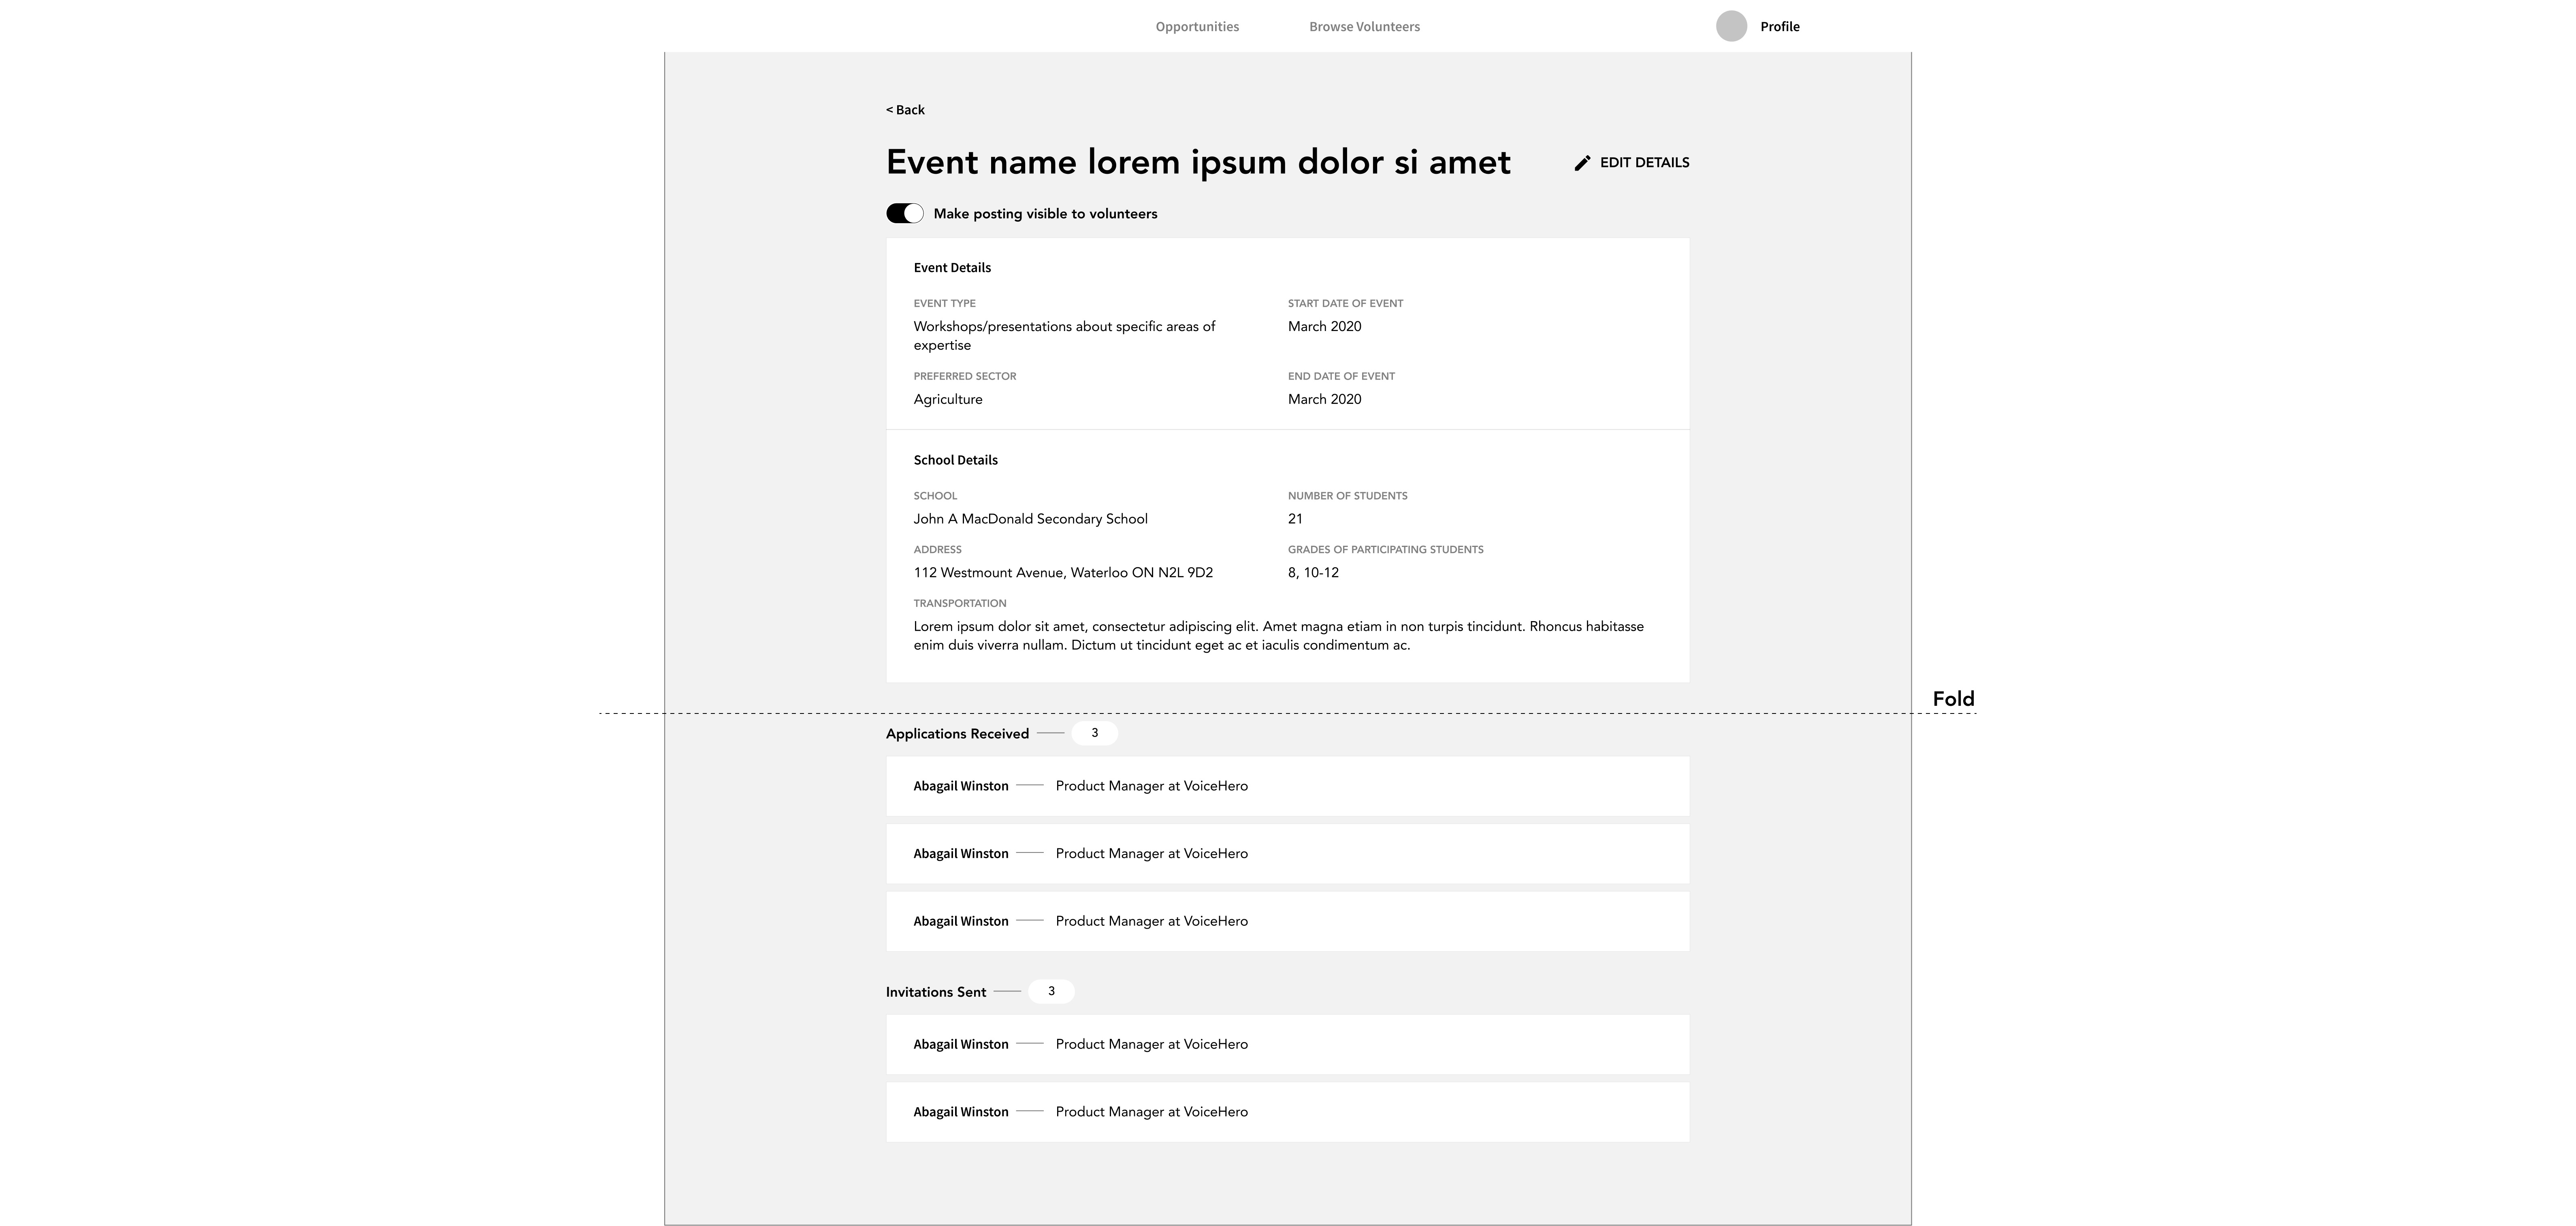 Opportunities
Browse Volunteers
Profile
< Back
Event name lorem ipsum dolor si amet
EDIT DETAILS
Make posting visible to volunteers
Event Details
EVENT TYPE
Workshops/presentations about specific areas of
expertise
START DATE OF EVENT
March 2020
PREFERRED SECTOR
Agriculture
END DATE OF EVENT
March 2020
School Details
SCHOOL
John A MacDonald Secondary School
NUMBER OF STUDENTS
21
ADDRESS
112 Westmount Avenue, Waterloo ON N2L 9D2
GRADES OF PARTICIPATING STUDENTS
8, 10-12
TRANSPORTATION
Lorem ipsum dolor sit amet, consectetur adipiscing elit. Amet magna etiam in non turpis tincidunt. Rhoncus habitasse
enim duis viverra nullam. Dictum ut tincidunt eget ac et iaculis condimentum ac.
Fold
Applications Received 3
Abagail Winston Product Manager at VoiceHero
Abagail Winston Product Manager at VoiceHero
Abagail Winston Product Manager at VoiceHero
Invitations Sent 3
Abagail Winston Product Manager at VoiceHero
Abagail Winston Product Manager at VoiceHero